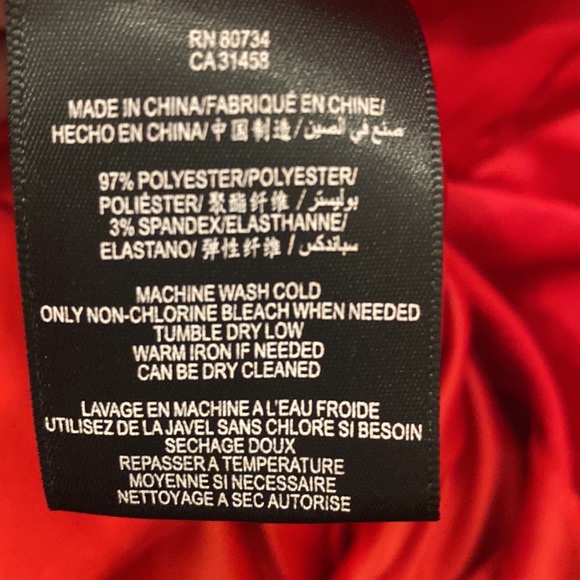 RN 80734
CA 31458
MADE IN CHINA/FABRIQUÉ EN CHINE/
HECHO EN CHINA/ 中国制造 / صنع في الصين
97% POLYESTER/POLYESTER/
POLIÉSTER/ 聚酯纤维 / بوليستر
3% SPANDEX/ELASTHANNE/
ELASTANO/ 弹性纤维 / سباندكس
MACHINE WASH COLD
ONLY NON-CHLORINE BLEACH WHEN NEEDED
TUMBLE DRY LOW
WARM IRON IF NEEDED
CAN BE DRY CLEANED
LAVAGE EN MACHINE A L'EAU FROIDE
UTILISEZ DE LA JAVEL SANS CHLORE SI BESOIN
SECHAGE DOUX
REPASSER A TEMPERATURE
MOYENNE SI NECESSAIRE
NETTOYAGE A SEC AUTORISE